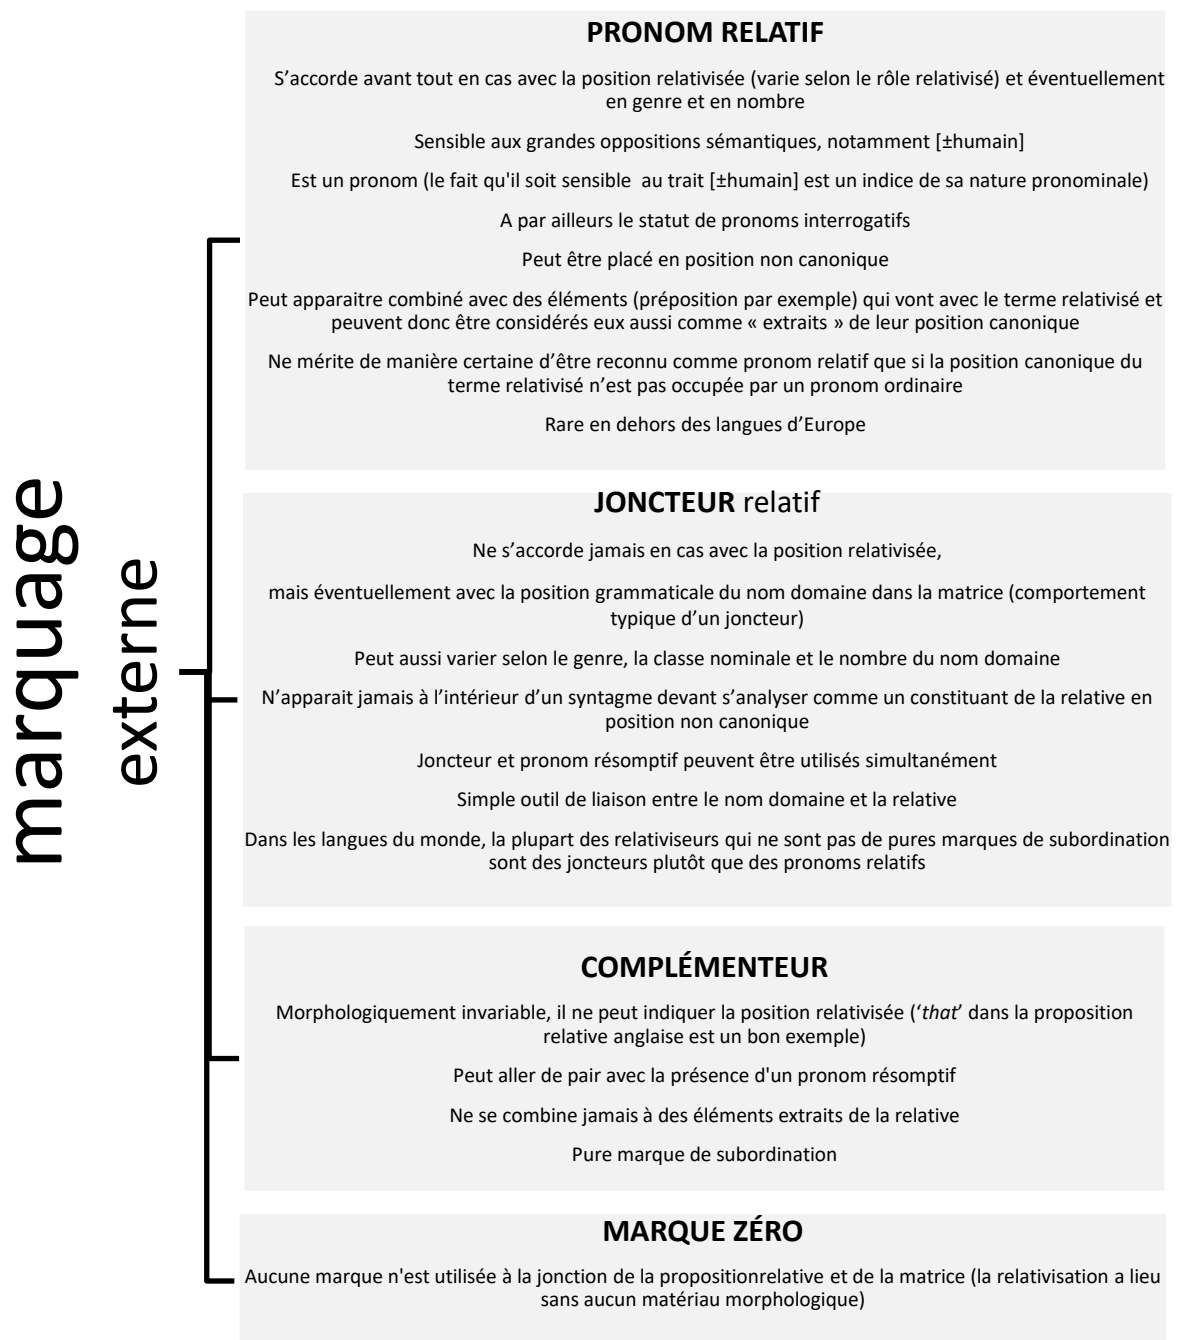 marquage
externe
PRONOM RELATIF
S’accorde avant tout en cas avec la position relativisée (varie selon le rôle relativisé) et éventuellement
en genre et en nombre
Sensible aux grandes oppositions sémantiques, notamment [±humain]
Est un pronom (le fait qu'il soit sensible au trait [±humain] est un indice de sa nature pronominale)
A par ailleurs le statut de pronoms interrogatifs
Peut être placé en position non canonique
Peut apparaitre combiné avec des éléments (préposition par exemple) qui vont avec le terme relativisé et
peuvent donc être considérés eux aussi comme « extraits » de leur position canonique
Ne mérite de manière certaine d’être reconnu comme pronom relatif que si la position canonique du
terme relativisé n’est pas occupée par un pronom ordinaire
Rare en dehors des langues d’Europe
JONCTEUR relatif
Ne s’accorde jamais en cas avec la position relativisée,
mais éventuellement avec la position grammaticale du nom domaine dans la matrice (comportement
typique d’un joncteur)
Peut aussi varier selon le genre, la classe nominale et le nombre du nom domaine
N’apparait jamais à l’intérieur d’un syntagme devant s’analyser comme un constituant de la relative en
position non canonique
Joncteur et pronom résomptif peuvent être utilisés simultanément
Simple outil de liaison entre le nom domaine et la relative
Dans les langues du monde, la plupart des relativiseurs qui ne sont pas de pures marques de subordination
sont des joncteurs plutôt que des pronoms relatifs
COMPLÉMENTEUR
Morphologiquement invariable, il ne peut indiquer la position relativisée (‘that’ dans la proposition
relative anglaise est un bon exemple)
Peut aller de pair avec la présence d'un pronom résomptif
Ne se combine jamais à des éléments extraits de la relative
Pure marque de subordination
MARQUE ZÉRO
Aucune marque n'est utilisée à la jonction de la propositionrelative et de la matrice (la relativisation a lieu
sans aucun matériau morphologique)